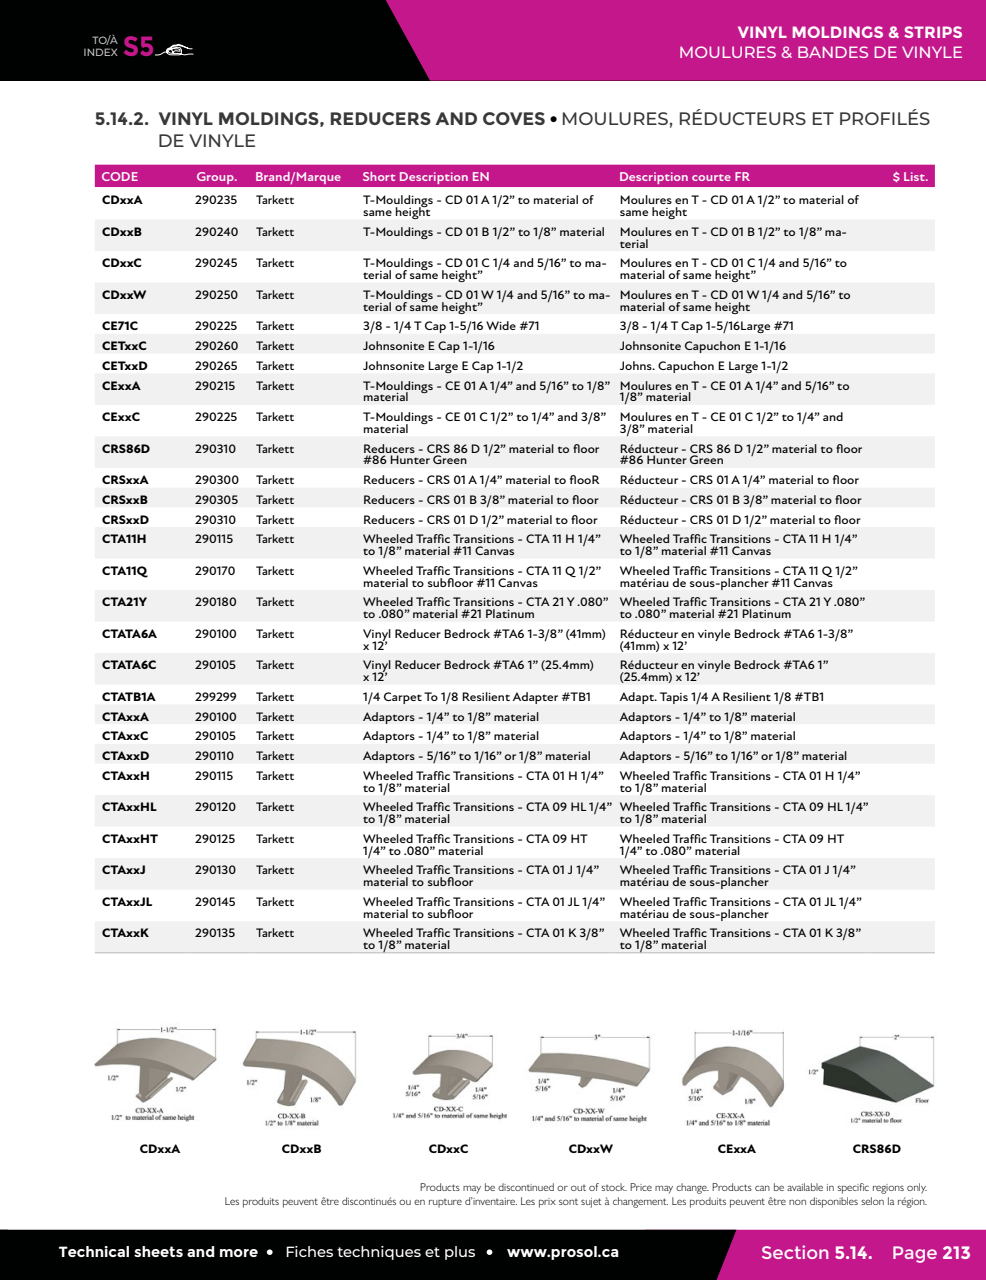 TO/À
INDEX S5
VINYL MOLDINGS & STRIPS
MOULURES & BANDES DE VINYLE
5.14.2. VINYL MOLDINGS, REDUCERS AND COVES • MOULURES, RÉDUCTEURS ET PROFILÉS
DE VINYLE
CODE Group. Brand/Marque Short Description EN Description courte FR $ List.
CDxxA 290235 Tarkett T-Mouldings - CD 01 A 1/2” to material of Moulures en T - CD 01 A 1/2” to material of
same height same height
CDxxB 290240 Tarkett T-Mouldings - CD 01 B 1/2” to 1/8” material Moulures en T - CD 01 B 1/2” to 1/8” ma-
terial
CDxxC 290245 Tarkett T-Mouldings - CD 01 C 1/4 and 5/16” to ma- Moulures en T - CD 01 C 1/4 and 5/16” to
terial of same height” material of same height”
CDxxW 290250 Tarkett T-Mouldings - CD 01 W 1/4 and 5/16” to ma- Moulures en T - CD 01 W 1/4 and 5/16” to
terial of same height” material of same height
CE71C 290225 Tarkett 3/8 - 1/4 T Cap 1-5/16 Wide #71 3/8 - 1/4 T Cap 1-5/16Large #71
CETxxC 290260 Tarkett Johnsonite E Cap 1-1/16 Johnsonite Capuchon E 1-1/16
CETxxD 290265 Tarkett Johnsonite Large E Cap 1-1/2 Johns. Capuchon E Large 1-1/2
CExxA 290215 Tarkett T-Mouldings - CE 01 A 1/4” and 5/16” to 1/8” Moulures en T - CE 01 A 1/4” and 5/16” to
material 1/8” material
CExxC 290225 Tarkett T-Mouldings - CE 01 C 1/2” to 1/4” and 3/8” Moulures en T - CE 01 C 1/2” to 1/4” and
material 3/8” material
CRS86D 290310 Tarkett Reducers - CRS 86 D 1/2” material to floor Réducteur - CRS 86 D 1/2” material to floor
#86 Hunter Green #86 Hunter Green
CRSxxA 290300 Tarkett Reducers - CRS 01 A 1/4” material to flooR Réducteur - CRS 01 A 1/4” material to floor
CRSxxB 290305 Tarkett Reducers - CRS 01 B 3/8” material to floor Réducteur - CRS 01 B 3/8” material to floor
CRSxxD 290310 Tarkett Reducers - CRS 01 D 1/2” material to floor Réducteur - CRS 01 D 1/2” material to floor
CTA11H 290115 Tarkett Wheeled Traffic Transitions - CTA 11 H 1/4” Wheeled Traffic Transitions - CTA 11 H 1/4”
to 1/8” material #11 Canvas to 1/8” material #11 Canvas
CTA11Q 290170 Tarkett Wheeled Traffic Transitions - CTA 11 Q 1/2” Wheeled Traffic Transitions - CTA 11 Q 1/2”
material to subfloor #11 Canvas matériau de sous-plancher #11 Canvas
CTA21Y 290180 Tarkett Wheeled Traffic Transitions - CTA 21 Y .080” Wheeled Traffic Transitions - CTA 21 Y .080”
to .080” material #21 Platinum to .080” material #21 Platinum
CTATA6A 290100 Tarkett Vinyl Reducer Bedrock #TA6 1-3/8” (41mm) Réducteur en vinyle Bedrock #TA6 1-3/8”
x 12’ (41mm) x 12’
CTATA6C 290105 Tarkett Vinyl Reducer Bedrock #TA6 1” (25.4mm) Réducteur en vinyle Bedrock #TA6 1”
x 12’ (25.4mm) x 12’
CTATB1A 299299 Tarkett 1/4 Carpet To 1/8 Resilient Adapter #TB1 Adapt. Tapis 1/4 A Resilient 1/8 #TB1
CTAxxA 290100 Tarkett Adaptors - 1/4” to 1/8” material Adaptors - 1/4” to 1/8” material
CTAxxC 290105 Tarkett Adaptors - 1/4” to 1/8” material Adaptors - 1/4” to 1/8” material
CTAxxD 290110 Tarkett Adaptors - 5/16” to 1/16” or 1/8” material Adaptors - 5/16” to 1/16” or 1/8” material
CTAxxH 290115 Tarkett Wheeled Traffic Transitions - CTA 01 H 1/4” Wheeled Traffic Transitions - CTA 01 H 1/4”
to 1/8” material to 1/8” material
CTAxxHL 290120 Tarkett Wheeled Traffic Transitions - CTA 09 HL 1/4” Wheeled Traffic Transitions - CTA 09 HL 1/4”
to 1/8” material to 1/8” material
CTAxxHT 290125 Tarkett Wheeled Traffic Transitions - CTA 09 HT Wheeled Traffic Transitions - CTA 09 HT
1/4” to .080” material 1/4” to .080” material
CTAxxJ 290130 Tarkett Wheeled Traffic Transitions - CTA 01 J 1/4” Wheeled Traffic Transitions - CTA 01 J 1/4”
material to subfloor matériau de sous-plancher
CTAxxJL 290145 Tarkett Wheeled Traffic Transitions - CTA 01 JL 1/4” Wheeled Traffic Transitions - CTA 01 JL 1/4”
material to subfloor matériau de sous-plancher
CTAxxK 290135 Tarkett Wheeled Traffic Transitions - CTA 01 K 3/8” Wheeled Traffic Transitions - CTA 01 K 3/8”
to 1/8” material to 1/8” material
1-1/2" 1-1/2" 3/4" 3" 1-1/16" 2"
1/2" 1/2" 1/2" 1/8" 1/4" 5/16" 1/4" 5/16" 1/4" 5/16" 1/4" 5/16" 1/4" 5/16" 1/8" 1/2" Floor
CD-XX-A CD-XX-B CD-XX-C CD-XX-W CE-XX-A CRS-XX-D
1/2" to material of same height 1/2" to 1/8" material 1/4" and 5/16" to material of same height 1/4" and 5/16" to material of same height 1/4" and 5/16" to 1/8" material 1/2" material to floor
CDxxA CDxxB CDxxC CDxxW CExxA CRS86D
Products may be discontinued or out of stock. Price may change. Products can be available in specific regions only.
Les produits peuvent être discontinués ou en rupture d’inventaire. Les prix sont sujet à changement. Les produits peuvent être non disponibles selon la région.
Technical sheets and more • Fiches techniques et plus • www.prosol.ca
Section 5.14. Page 213